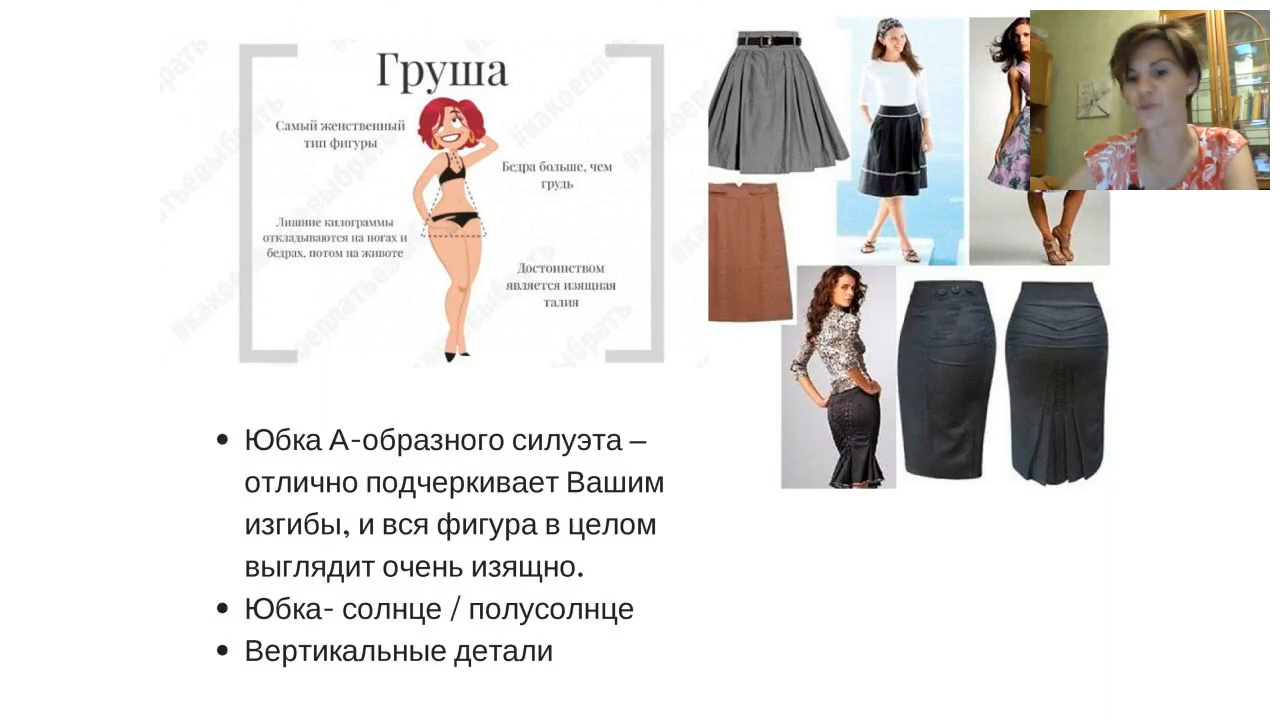 Груша
Самый женственный
тип фигуры
Бедра больше, чем
грудь
Лишние килограммы
откладываются на ногах и
бедрах, потом на животе
Достоинством
является изящная
талия
Юбка А-образного силуэта –
отлично подчеркивает Вашим
изгибы, и вся фигура в целом
выглядит очень изящно.
Юбка- солнце / полусолнце
Вертикальные детали